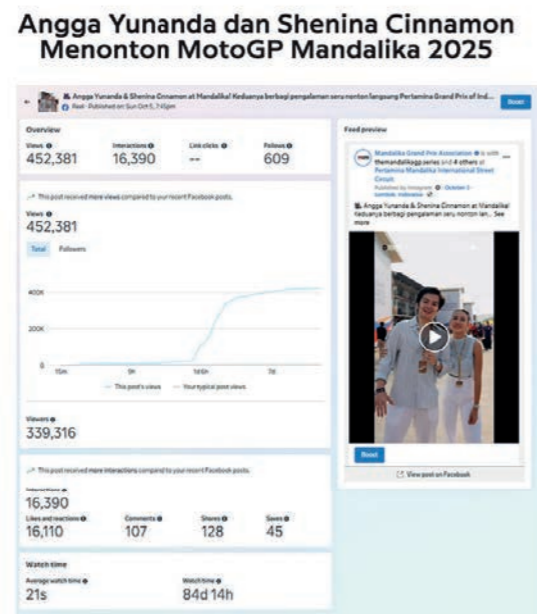 Angga Yunanda dan Shenina Cinnamon
Menonton MotoGP Mandalika 2025
Angga Yunanda & Shenina Cinnamon at Mandalika! Keduanya berbagi pengalaman seru nonton langsung Pertamina Grand Prix of Ind...
Reel · Published on Sun Oct 5, 7:45pm
Boost
Overview
Views Interactions Link clicks Follows
452,381 16,390 -- 609
This post received more views compared to your recent Facebook posts.
Views
452,381
Total Followers
400K
200K
0
15m 9h 1d 6h 7d
This post's views Your typical post views
Viewers
339,316
This post received more interactions compared to your recent Facebook posts.
16,390
Likes and reactions Comments Shares Saves
16,110 107 128 45
Watch time
Average watch time Watch time
21s 84d 14h
Feed preview
Mandalika Grand Prix Association is with
themandalikagp.series and 4 others at
Pertamina Mandalika International Street
Circuit.
Published by Instagram · October 5 ·
Lombok, Indonesia ·
Angga Yunanda & Shenina Cinnamon at Mandalika!
Keduanya berbagi pengalaman seru nonton lan... See
more
Boost
View post on Facebook